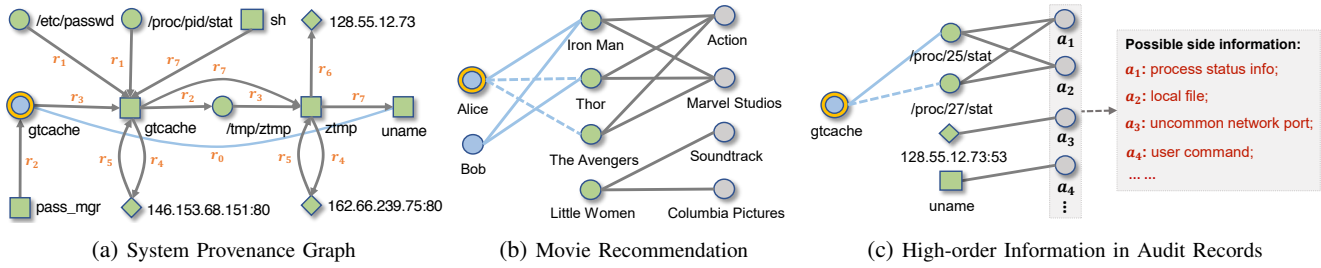 /etc/passwd
/proc/pid/stat
sh
128.55.12.73
r1
r1
r7
r7
r6
r3
r2
r3
r7
gtcache
gtcache
/tmp/ztmp
ztmp
uname
r0
r2
r5
r4
r5
r4
pass_mgr
146.153.68.151:80
162.66.239.75:80
(a) System Provenance Graph
Iron Man
Action
Alice
Thor
Marvel Studios
Bob
The Avengers
Soundtrack
Little Women
Columbia Pictures
(b) Movie Recommendation
/proc/25/stat
a1
a2
/proc/27/stat
gtcache
a3
128.55.12.73:53
a4
uname
⋮
Possible side information:
a1: process status info;
a2: local file;
a3: uncommon network port;
a4: user command;
... ...
(c) High-order Information in Audit Records